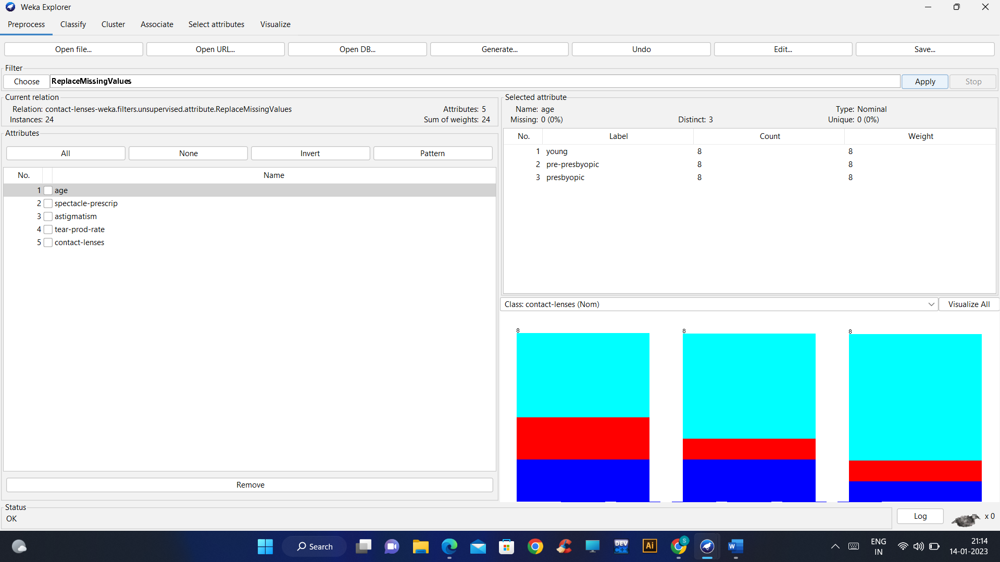 Weka Explorer
Preprocess Classify Cluster Associate Select attributes Visualize
Open file... Open URL... Open DB... Generate... Undo Edit... Save...
Filter
Choose ReplaceMissingValues Apply Stop
Current relation
Relation: contact-lenses-weka.filters.unsupervised.attribute.ReplaceMissingValues Attributes: 5
Instances: 24 Sum of weights: 24
Selected attribute
Name: age Type: Nominal
Missing: 0 (0%) Distinct: 3 Unique: 0 (0%)
Attributes
All None Invert Pattern
No. Name
1 age
2 spectacle-prescrip
3 astigmatism
4 tear-prod-rate
5 contact-lenses
Remove
No. Label Count Weight
1 young 8 8
2 pre-presbyopic 8 8
3 presbyopic 8 8
Class: contact-lenses (Nom) Visualize All
8 8 8
Status
OK
Log x 0
Search
DEV C++
Ai
S
W
ENG
IN
21:14
14-01-2023